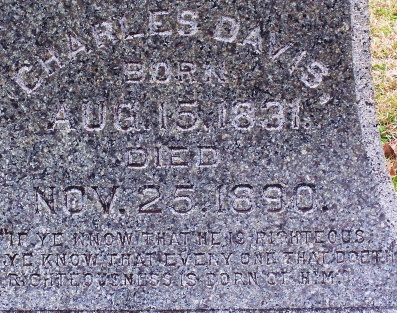 CHARLES DAVIS,
BORN
AUG. 15. 1831.
DIED
NOV. 25. 1890.
"IF YE KNOW THAT HE IS RIGHTEOUS,
YE KNOW THAT EVERY ONE THAT DOETH
RIGHTEOUSNESS IS BORN OF HIM."